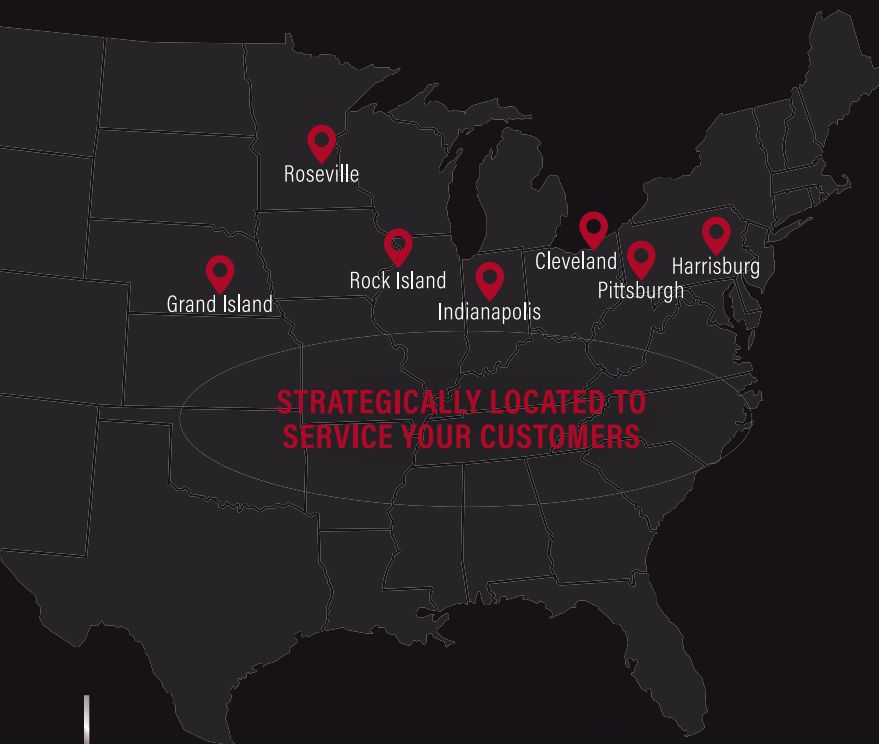 Roseville
Cleveland
Harrisburg
Rock Island
Pittsburgh
Grand Island
Indianapolis
STRATEGICALLY LOCATED TO
SERVICE YOUR CUSTOMERS